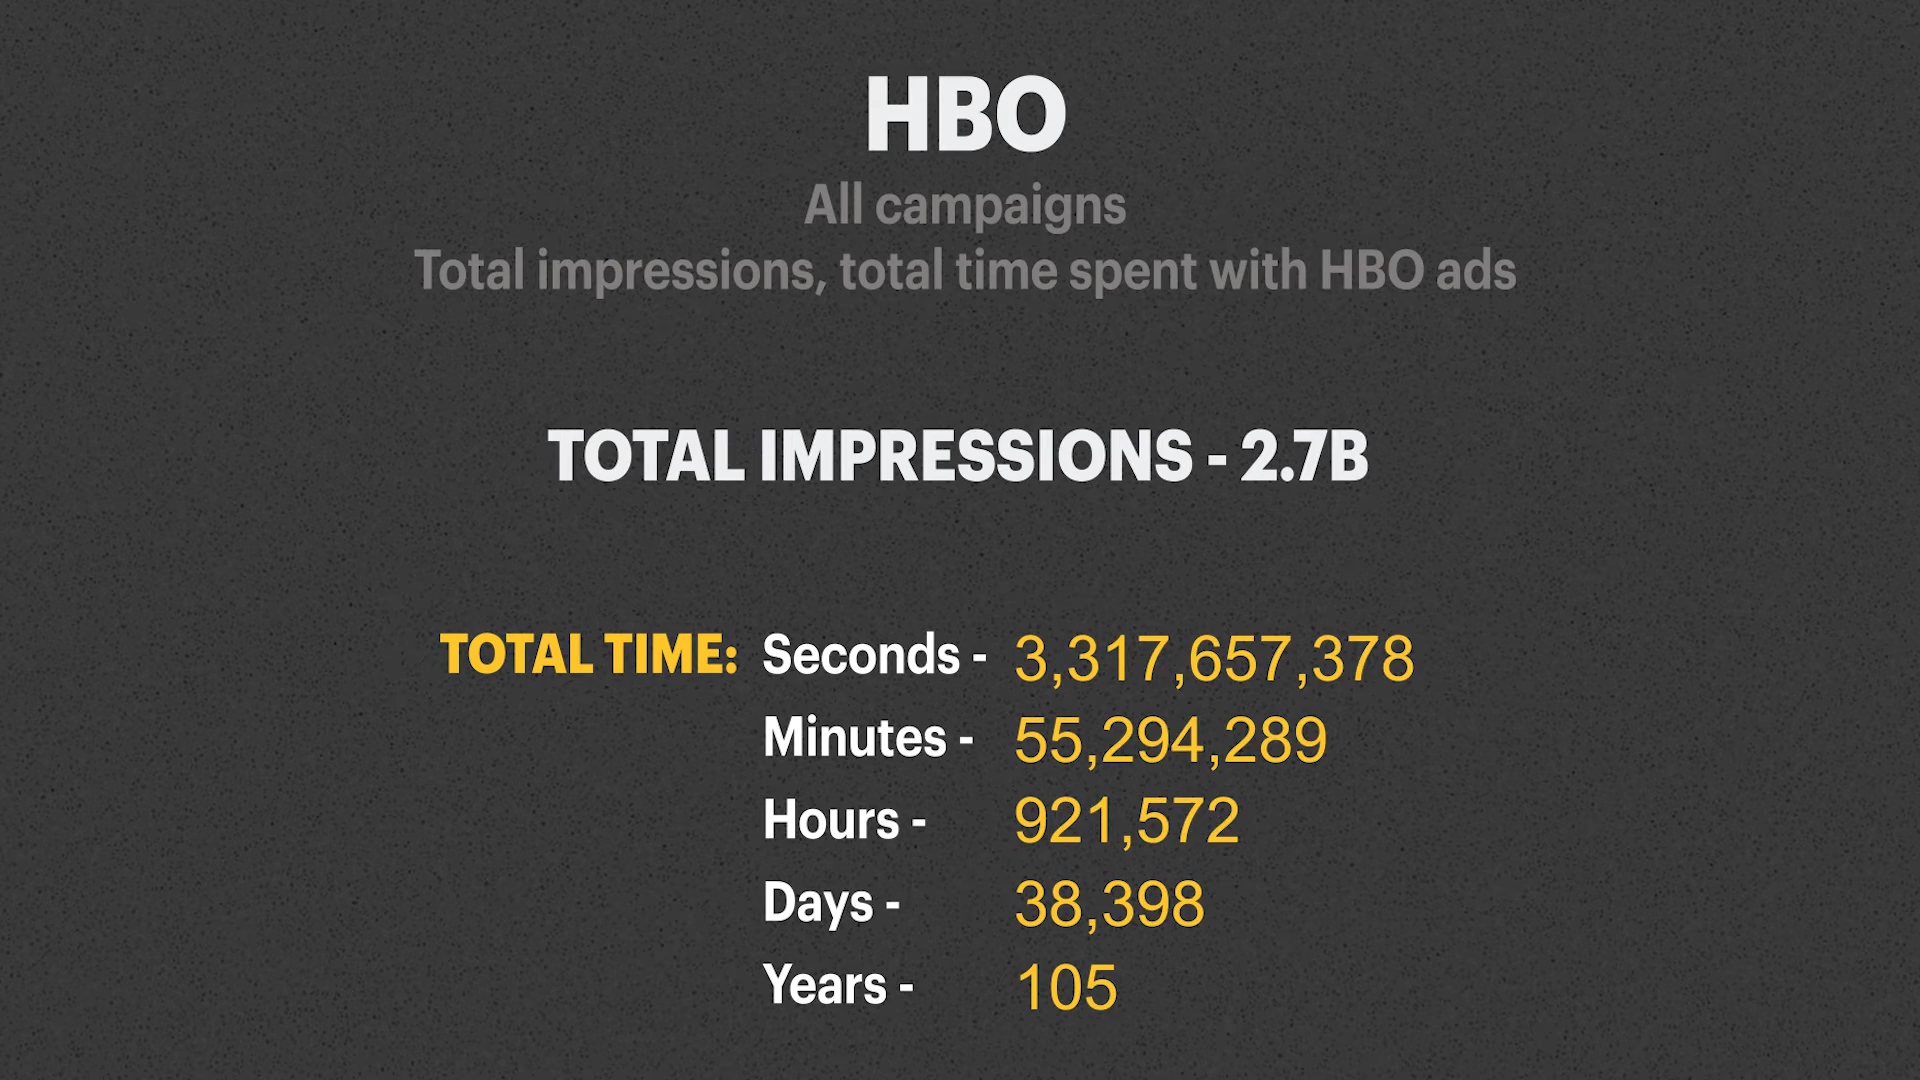 HBO
All campaigns
Total impressions, total time spent with HBO ads
TOTAL IMPRESSIONS - 2.7B
TOTAL TIME: Seconds - 3,317,657,378
Minutes - 55,294,289
Hours - 921,572
Days - 38,398
Years - 105